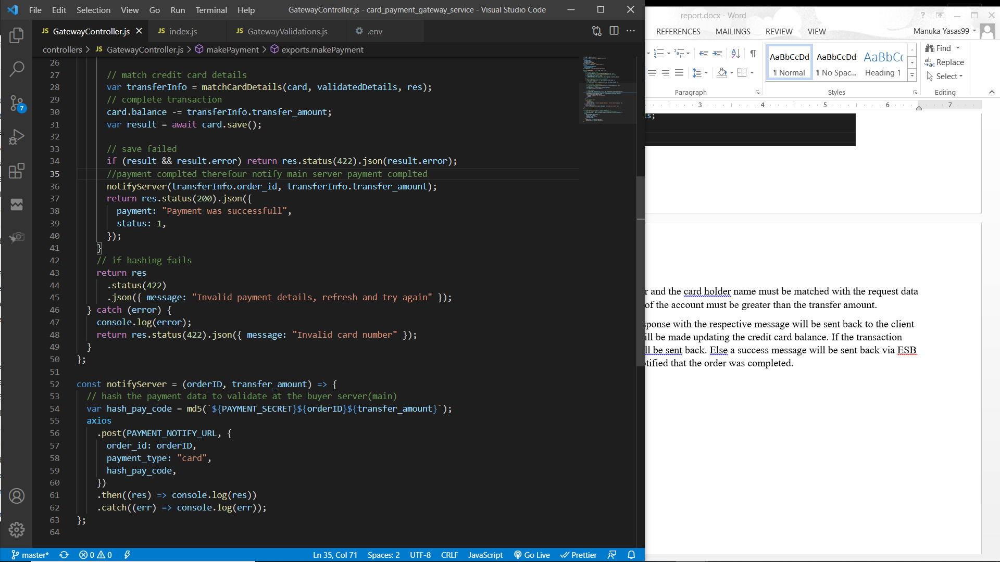 File Edit Selection View Go Run Terminal Help GatewayController.js - card_payment_gateway_service - Visual Studio Code
JS GatewayController.js JS index.js JS GatewayValidations.js .env
controllers > JS GatewayController.js > makePayment > exports.makePayment
26
27 // match credit card details
28 var transferInfo = matchCardDetails(card, validatedDetails, res);
29 // complete transaction
30 card.balance -= transferInfo.transfer_amount;
31 var result = await card.save();
32
33 // save failed
34 if (result && result.error) return res.status(422).json(result.error);
35 //payment complted therefour notify main server payment complted
36 notifyServer(transferInfo.order_id, transferInfo.transfer_amount);
37 return res.status(200).json({
38 payment: "Payment was successfull",
39 status: 1,
40 });
41 }
42 // if hashing fails
43 return res
44 .status(422)
45 .json({ message: "Invalid payment details, refresh and try again" });
46 } catch (error) {
47 console.log(error);
48 return res.status(422).json({ message: "Invalid card number" });
49 }
50 };
51
52 const notifyServer = (orderID, transfer_amount) => {
53 // hash the payment data to validate at the buyer server(main)
54 var hash_pay_code = md5(`${PAYMENT_SECRET}${orderID}${transfer_amount}`);
55 axios
56 .post(PAYMENT_NOTIFY_URL, {
57 order_id: orderID,
58 payment_type: "card",
59 hash_pay_code,
60 })
61 .then((res) => console.log(res))
62 .catch((err) => console.log(err));
63 };
64
7
master* 0 0 Ln 35, Col 71 Spaces: 2 UTF-8 CRLF JavaScript Go Live Prettier
report.docx - Word
REFERENCES MAILINGS REVIEW VIEW Manuka Yasas99
AaBbCcDd AaBbCcDd AaBbCc
¶ Normal ¶ No Spac... Heading 1
Find
Replace
Select
Paragraph Styles Editing
3 4 5 6 7
ls;
r and the card holder name must be matched with the request data
of the account must be greater than the transfer amount.
sponse with the respective message will be sent back to the client
ill be made updating the credit card balance. If the transaction
ll be sent back. Else a success message will be sent back via ESB
otified that the order was completed.